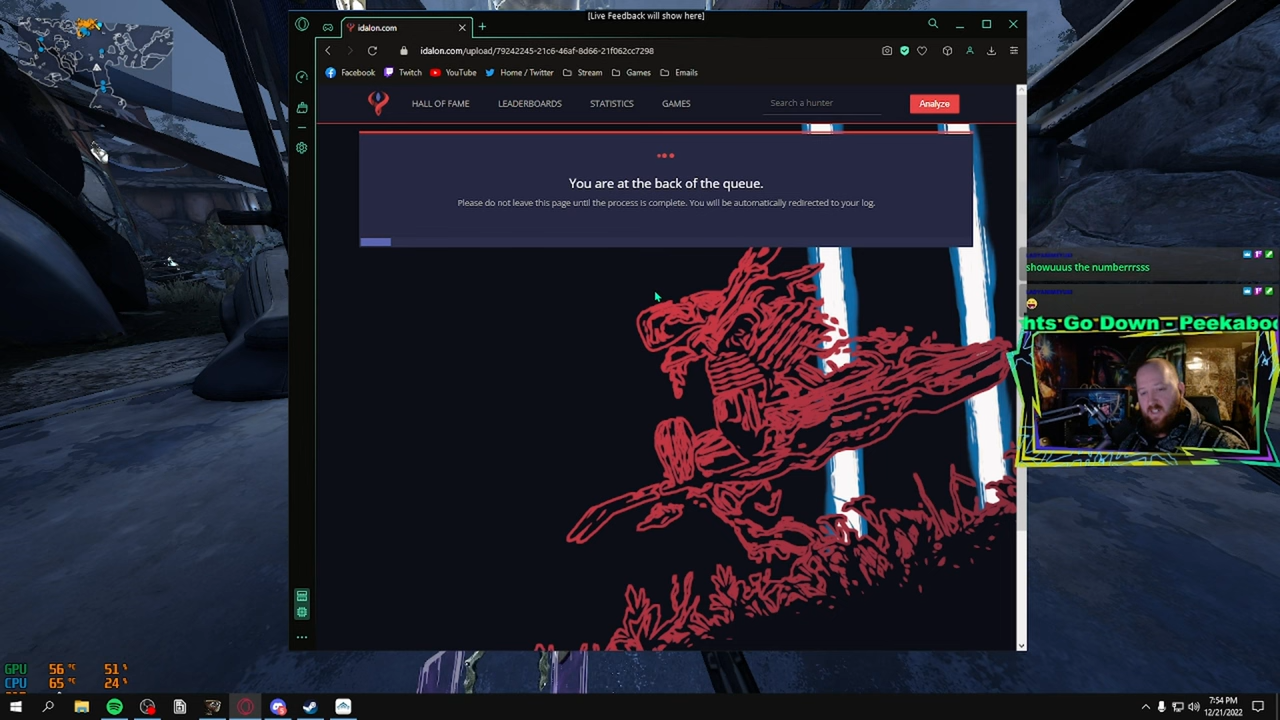 [Live Feedback will show here]
idalon.com
idalon.com/upload/79242245-21c6-46af-8d66-21f062cc7298
Facebook Twitch YouTube Home / Twitter Stream Games Emails
HALL OF FAME LEADERBOARDS STATISTICS GAMES Search a hunter Analyze
You are at the back of the queue.
Please do not leave this page until the process is complete. You will be automatically redirected to your log.
showuuus the numberrrsss
hts Go Down - Peekaboo
GPU 56 °C 51 %
CPU 65 °C 24 %
7:54 PM
12/21/2022